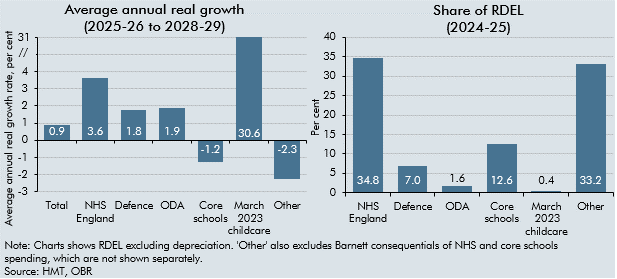 Average annual real growth
(2025-26 to 2028-29)
Average annual real growth rate, per cent
31
//
4
3
2
1
0
-1
-2
-3
0.9
3.6
1.8
1.9
-1.2
30.6
-2.3
Total
NHS
England
Defence
ODA
Core
schools
March
2023
childcare
Other
Share of RDEL
(2024-25)
Per cent
40
35
30
25
20
15
10
5
0
34.8
7.0
1.6
12.6
0.4
33.2
NHS
England
Defence
ODA
Core
schools
March
2023
childcare
Other
Note: Charts shows RDEL excluding depreciation. 'Other' also excludes Barnett consequentials of NHS and core schools
spending, which are not shown separately.
Source: HMT, OBR